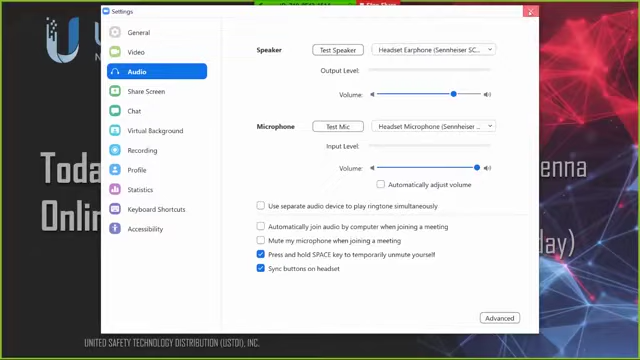 Settings
General
Video
Audio
Share Screen
Chat
Virtual Background
Recording
Profile
Statistics
Keyboard Shortcuts
Accessibility
Speaker
Test Speaker
Headset Earphone (Sennheiser SC...
Output Level:
Volume:
Microphone
Test Mic
Headset Microphone (Sennheiser ...
Input Level:
Volume:
Automatically adjust volume
Use separate audio device to play ringtone simultaneously
Automatically join audio by computer when joining a meeting
Mute my microphone when joining a meeting
Press and hold SPACE key to temporarily unmute yourself
Sync buttons on headset
Advanced
Toda
enna
Onlin
day)
UNITED SAFETY TECHNOLOGY DISTRIBUTION (USTDI), INC.